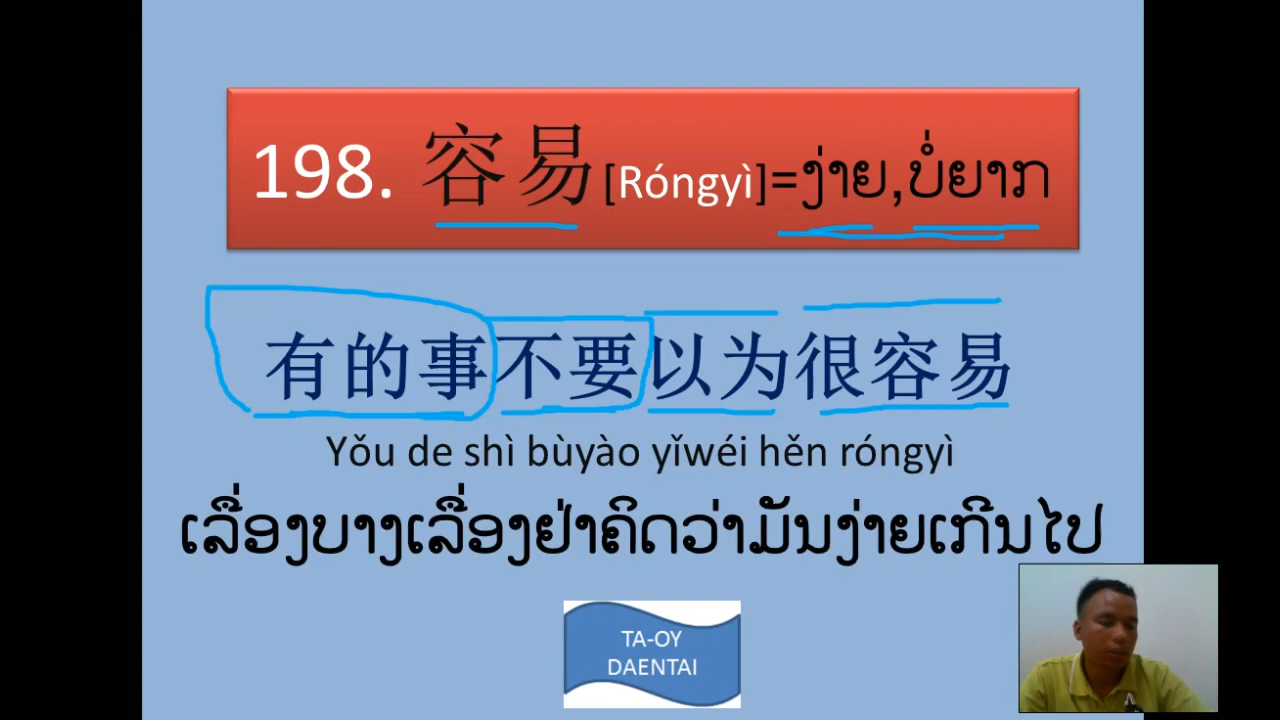 198. 容易[Róngyì]=ງ່າຍ,ບໍ່ຍາກ
有的事不要以为很容易
Yǒu de shì bùyào yǐwéi hěn róngyì
ເລື່ອງບາງເລື່ອງຢ່າຄິດວ່າມັນງ່າຍເກີນໄປ
TA-OY
DAENTAI